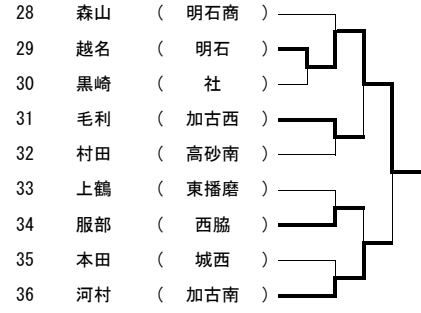 28 森山 ( 明石商 )
29 越名 ( 明石 )
30 黒崎 ( 社 )
31 毛利 ( 加古西 )
32 村田 ( 高砂南 )
33 上鶴 ( 東播磨 )
34 服部 ( 西脇 )
35 本田 ( 城西 )
36 河村 ( 加古南 )